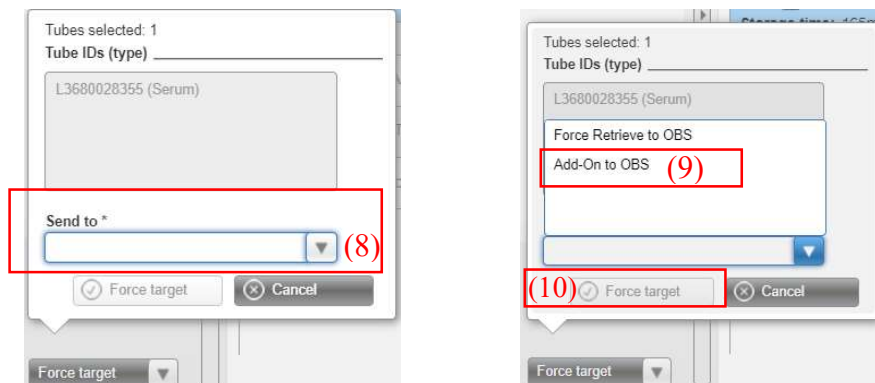 Tubes selected: 1
Tube IDs (type)
L3680028355 (Serum)
Send to *
(8)
Force target
Cancel
Force target
Tubes selected: 1
Tube IDs (type)
L3680028355 (Serum)
Force Retrieve to OBS
Add-On to OBS
(9)
(10)
Force target
Cancel
Force target